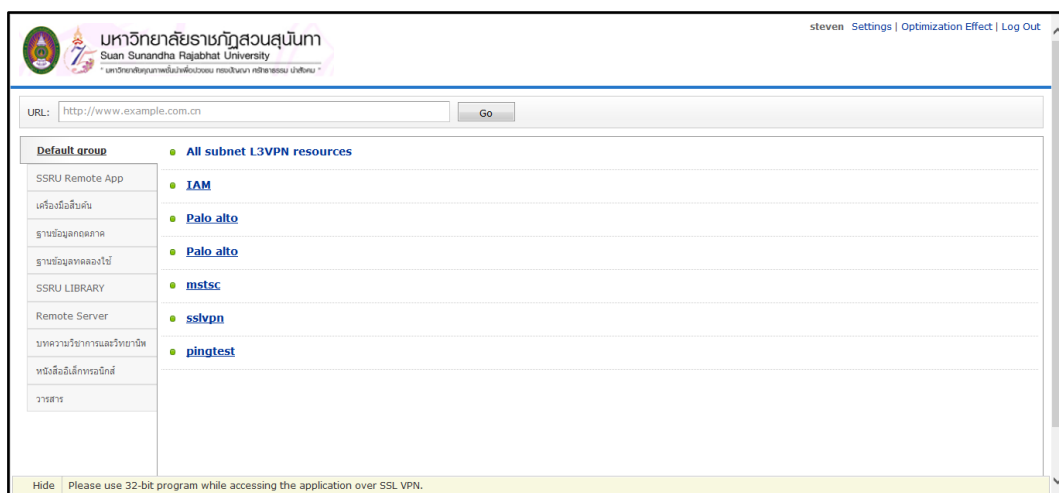 steven Settings | Optimization Effect | Log Out
มหาวิทยาลัยราชภัฏสวนสุนันทา
Suan Sunandha Rajabhat University
URL: http://www.example.com.cn Go
Default group
SSRU Remote App
เครื่องมือสืบค้น
ฐานข้อมูลกฤตภาค
ฐานข้อมูลทดลองใช้
SSRU LIBRARY
Remote Server
บทความวิชาการและวิทยานิพ
หนังสืออิเล็กทรอนิกส์
วารสาร
All subnet L3VPN resources
IAM
Palo alto
Palo alto
mstsc
sslvpn
pingtest
Hide Please use 32-bit program while accessing the application over SSL VPN.